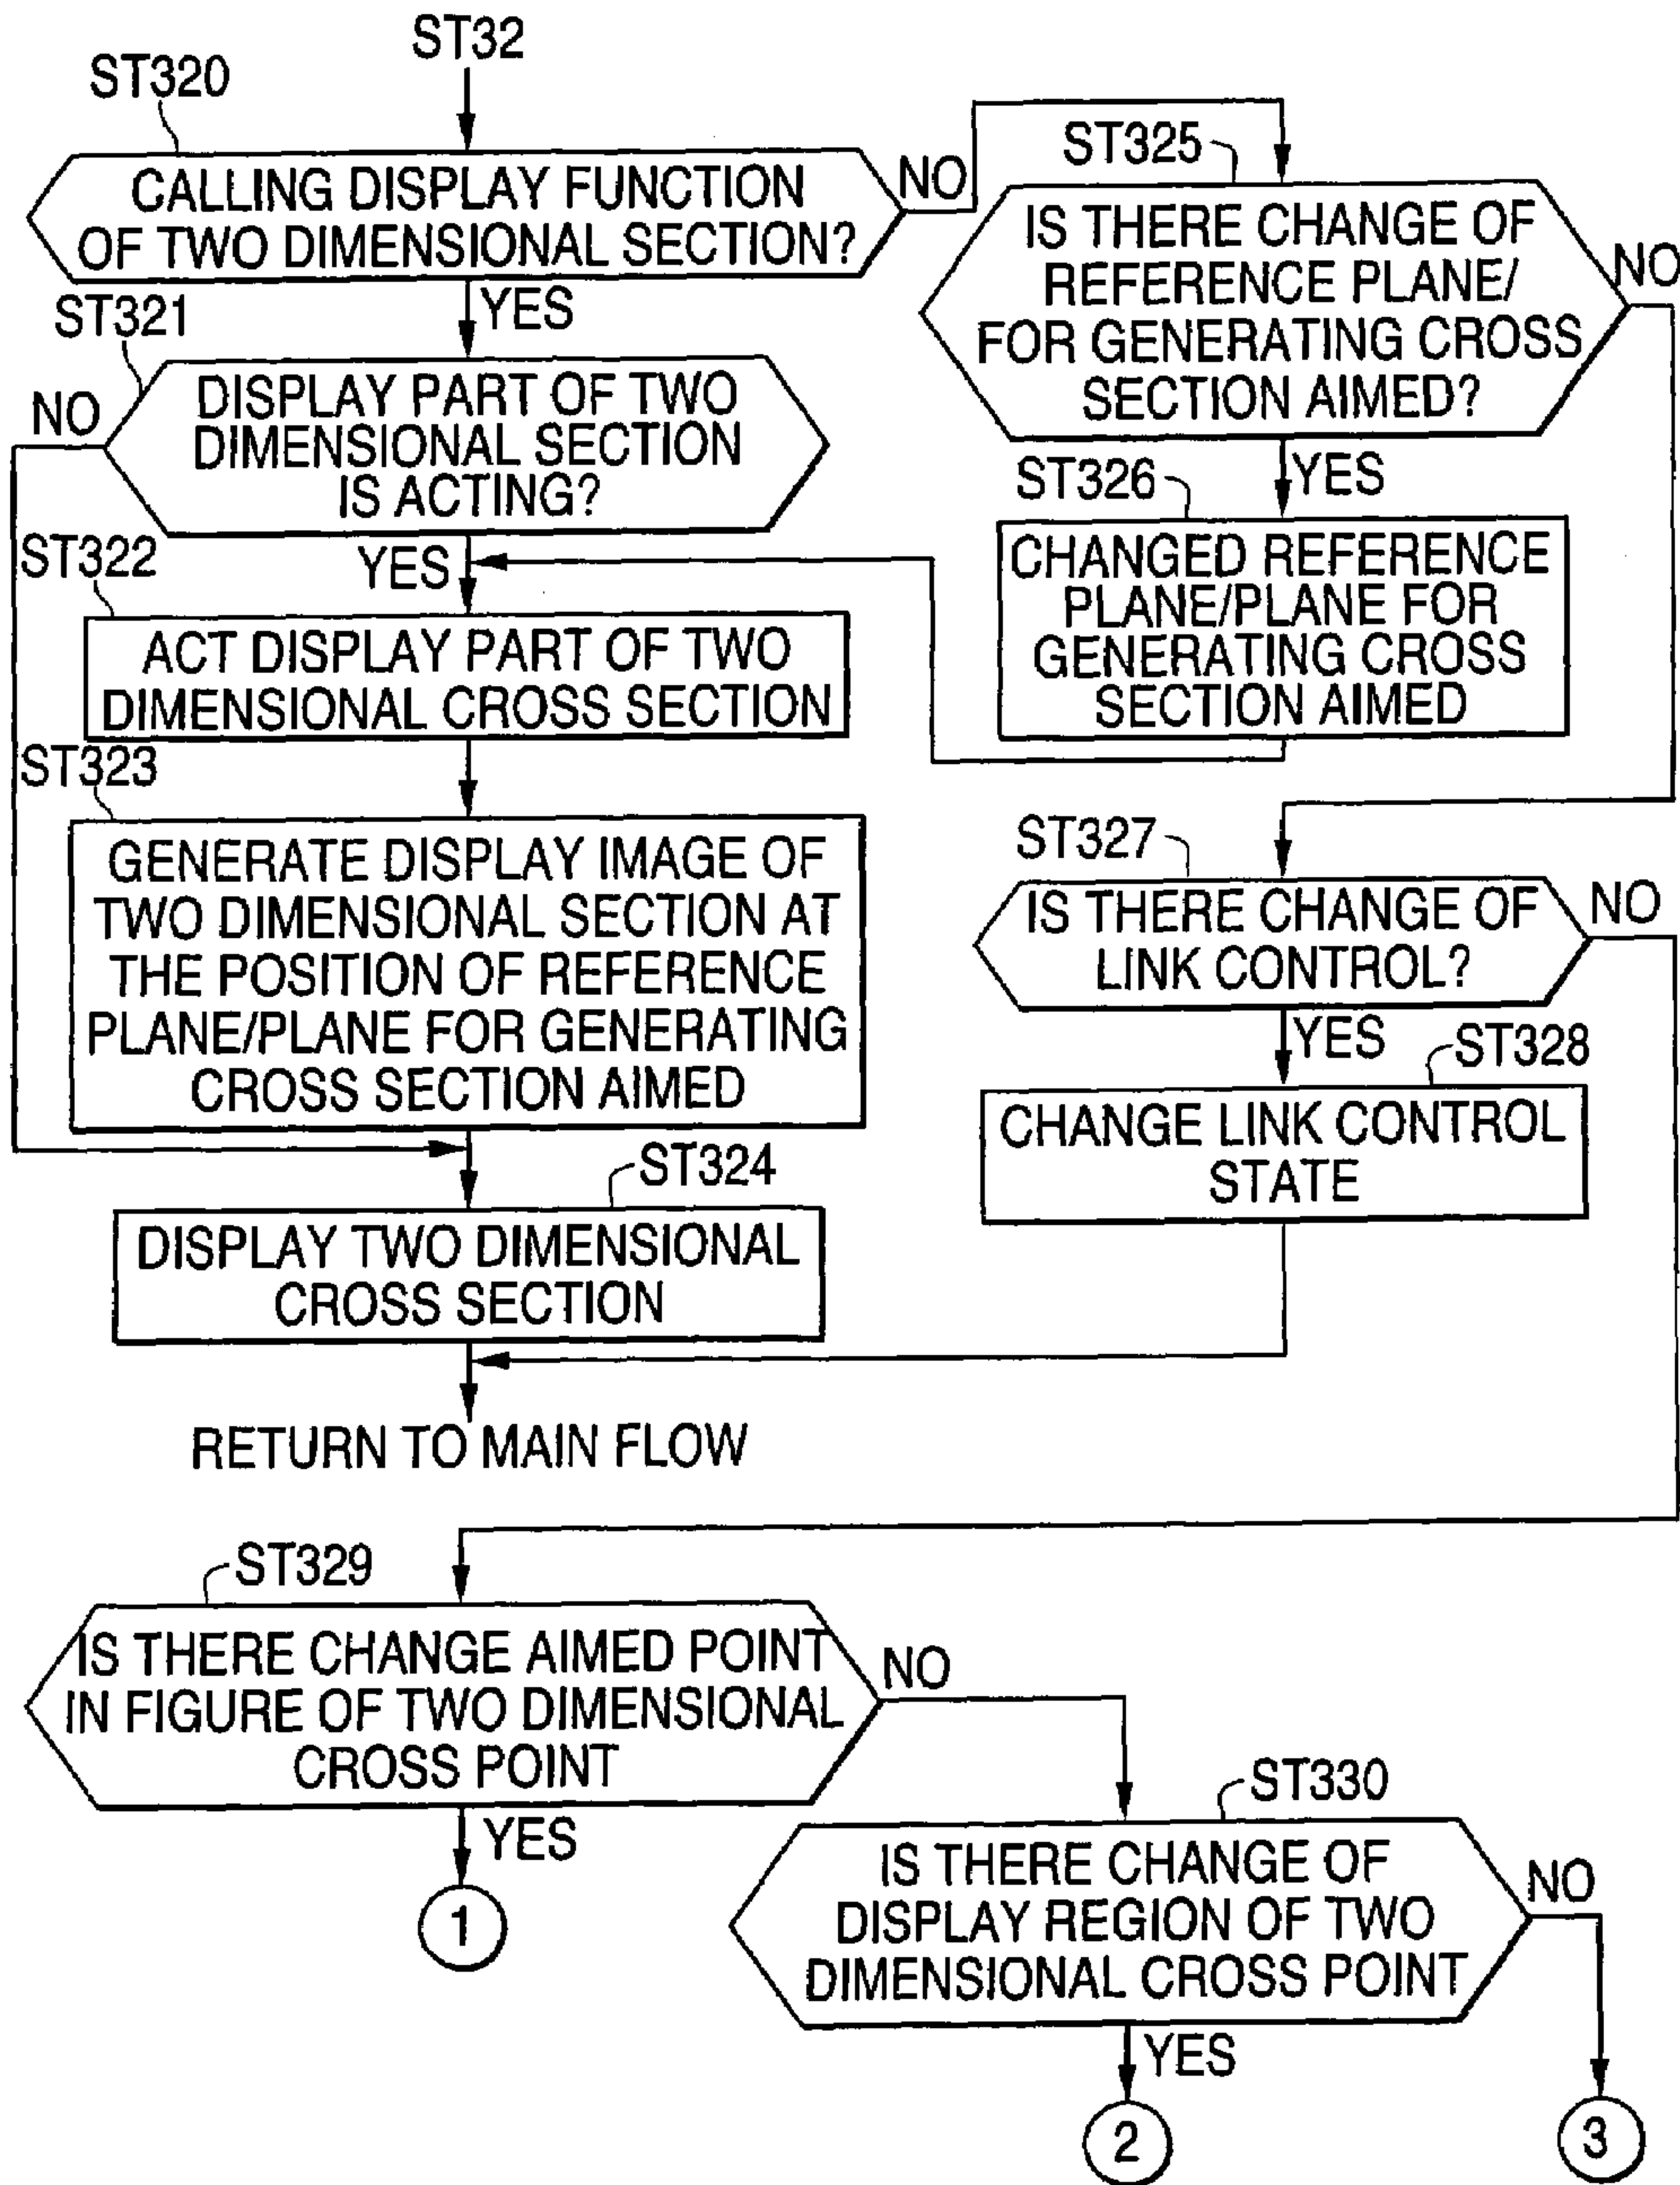 ST32
ST320
CALLING DISPLAY FUNCTION
OF TWO DIMENSIONAL SECTION?
NO
YES
ST321
DISPLAY PART OF TWO
DIMENSIONAL SECTION
IS ACTING?
NO
YES
ST322
ACT DISPLAY PART OF TWO
DIMENSIONAL CROSS SECTION
ST323
GENERATE DISPLAY IMAGE OF
TWO DIMENSIONAL SECTION AT
THE POSITION OF REFERENCE
PLANE/PLANE FOR GENERATING
CROSS SECTION AIMED
ST324
DISPLAY TWO DIMENSIONAL
CROSS SECTION
RETURN TO MAIN FLOW
ST325
IS THERE CHANGE OF
REFERENCE PLANE/
FOR GENERATING CROSS
SECTION AIMED?
NO
YES
ST326
CHANGED REFERENCE
PLANE/PLANE FOR
GENERATING CROSS
SECTION AIMED
ST327
IS THERE CHANGE OF
LINK CONTROL?
NO
YES
ST328
CHANGE LINK CONTROL
STATE
ST329
IS THERE CHANGE AIMED POINT
IN FIGURE OF TWO DIMENSIONAL
CROSS POINT
NO
YES
1
ST330
IS THERE CHANGE OF
DISPLAY REGION OF TWO
DIMENSIONAL CROSS POINT
NO
YES
2
3